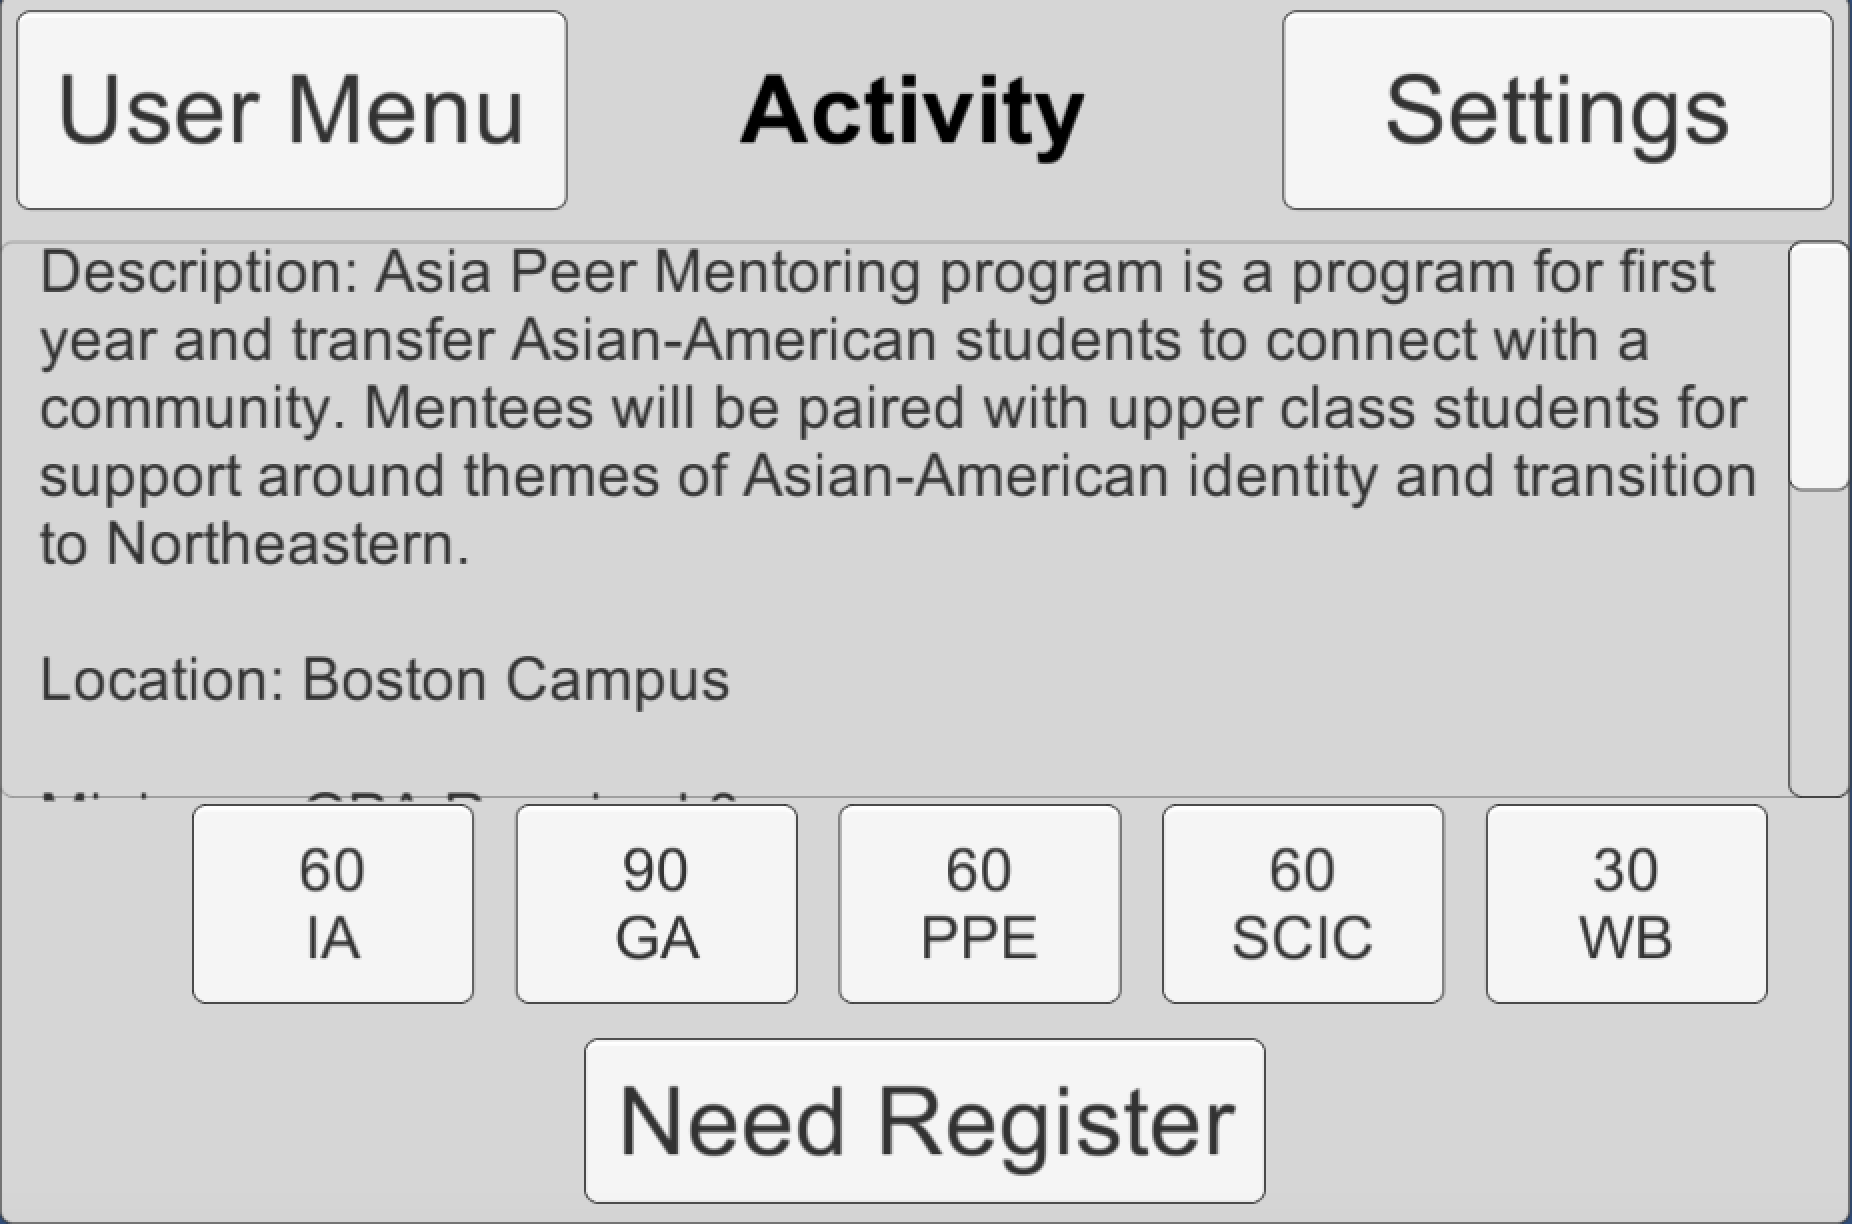 User Menu
Activity
Settings
Description: Asia Peer Mentoring program is a program for first
year and transfer Asian-American students to connect with a
community. Mentees will be paired with upper class students for
support around themes of Asian-American identity and transition
to Northeastern.
Location: Boston Campus
60
IA
90
GA
60
PPE
60
SCIC
30
WB
Need Register